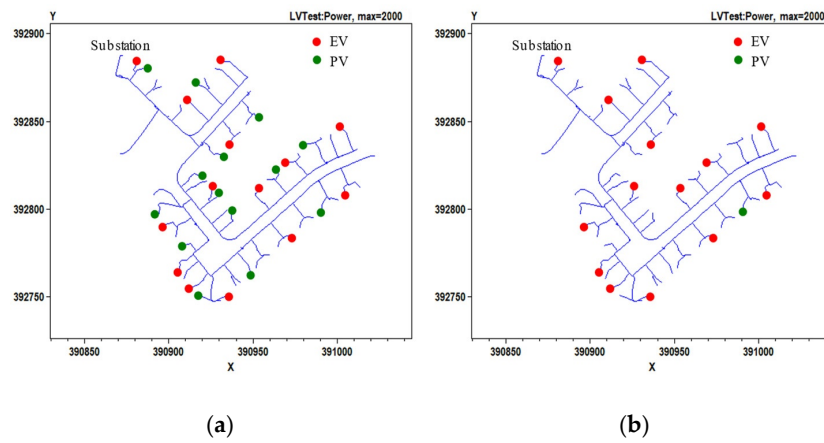 Y
LVTest:Power, max=2000
392900
Substation
EV
PV
392850
392800
392750
390850
390900
390950
391000
X
(a)
Y
LVTest:Power, max=2000
392900
Substation
EV
PV
392850
392800
392750
390850
390900
390950
391000
X
(b)